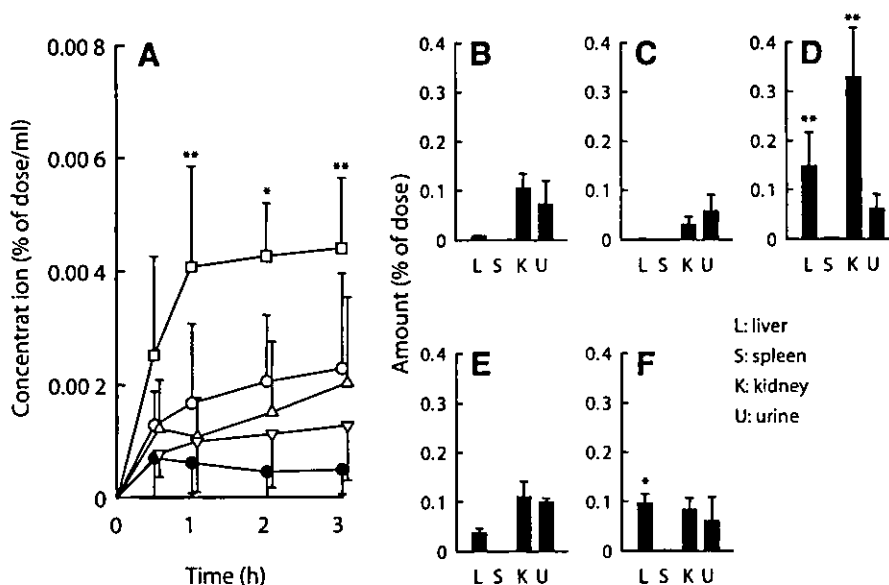 A
Concentration (% of dose/ml)
0.008
0.006
0.004
0.002
0
**
*
**
0
1
2
3
Time (h)
Amount (% of dose)
B
0.4
0.3
0.2
0.1
0
L S K U
C
0.4
0.3
0.2
0.1
0
L S K U
D
0.4
0.3
0.2
0.1
0
**
**
L S K U
L: liver
S: spleen
K: kidney
U: urine
E
0.4
0.3
0.2
0.1
0
L S K U
F
0.4
0.3
0.2
0.1
0
*
L S K U